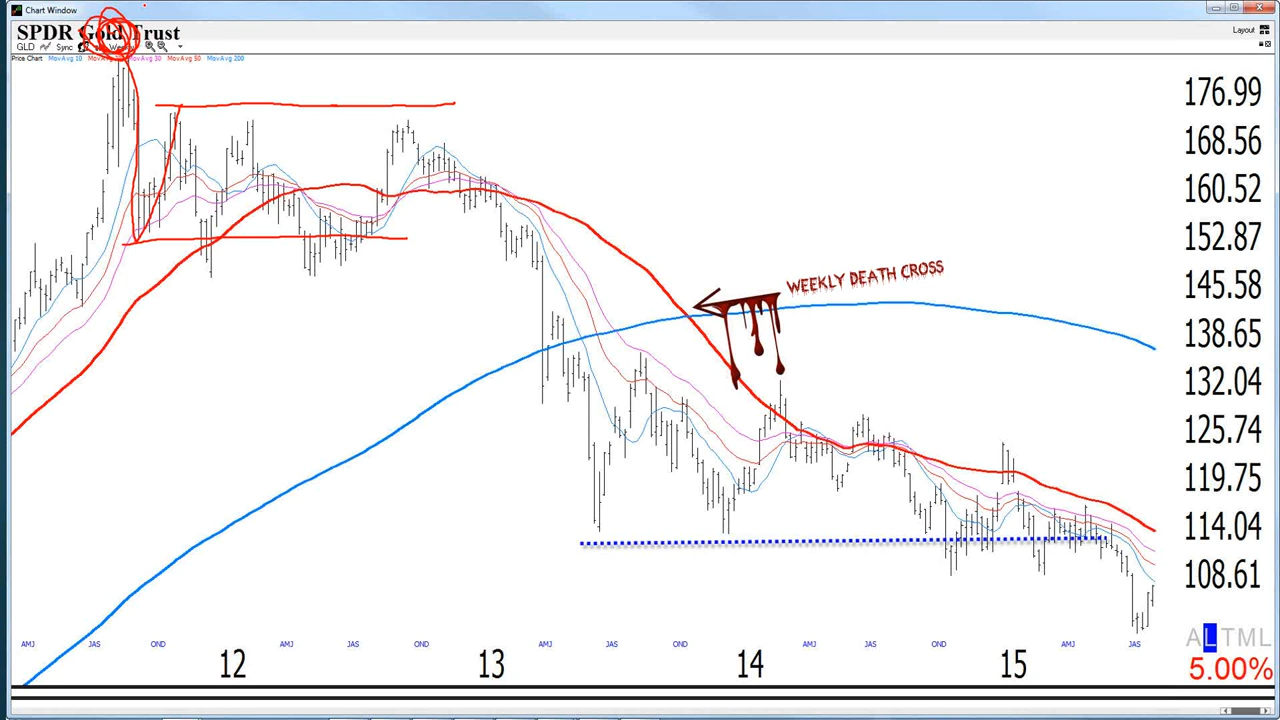 Chart Window
SPDR Gold Trust
Layout
GLD Sync Weekly
Price Chart MovAvg 10 MovAvg 30 MovAvg 50 MovAvg 200
176.99
168.56
160.52
152.87
145.58
138.65
132.04
125.74
119.75
114.04
108.61
WEEKLY DEATH CROSS
AMJ JAS OND AMJ JAS OND AMJ JAS OND AMJ JAS OND AMJ JAS
12 13 14 15
ALTML
5.00%